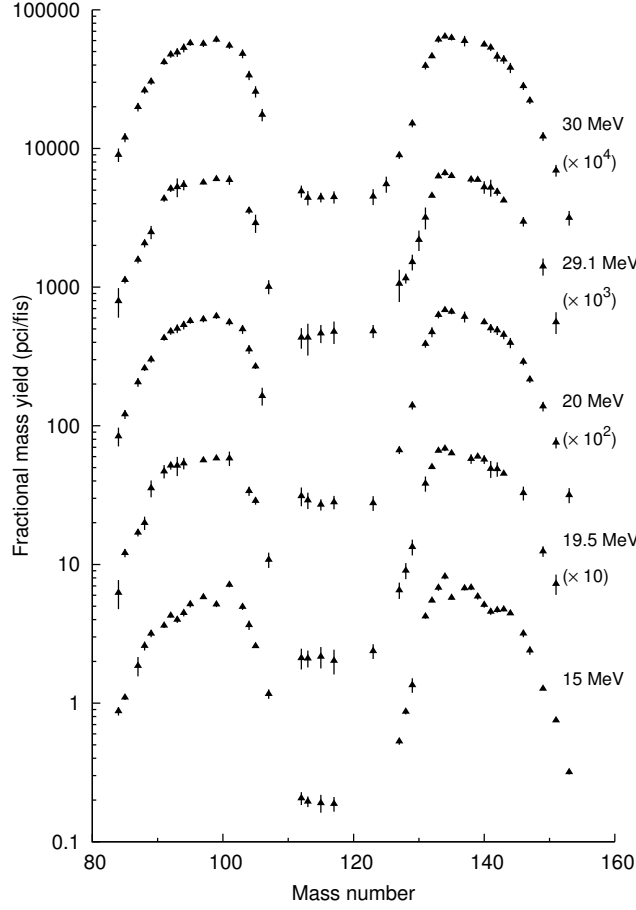 100000
10000
1000
100
10
1
0.1
80
100
120
140
160
Mass number
Fractional mass yield (pci/fis)
30 MeV
(× 10⁴)
29.1 MeV
(× 10³)
20 MeV
(× 10²)
19.5 MeV
(× 10)
15 MeV